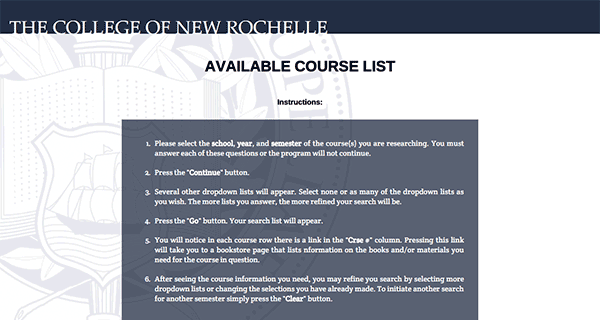 THE COLLEGE OF NEW ROCHELLE
AVAILABLE COURSE LIST
Instructions:
1. Please select the school, year, and semester of the course(s) you are researching. You must
answer each of these questions or the program will not continue.
2. Press the "Continue" button.
3. Several other dropdown lists will appear. Select none or as many of the dropdown lists as
you wish. The more lists you answer, the more refined your search will be.
4. Press the "Go" button. Your search list will appear.
5. You will notice in each course row there is a link in the "Crse #" column. Pressing this link
will take you to a bookstore page that lists nformation on the books and/or materials you
need for the course in question.
6. After seeing the course information you need, you may refine you search by selecting more
dropdown lists or changing the selections you have already made. To initiate another search
for another semester simply press the "Clear" button.